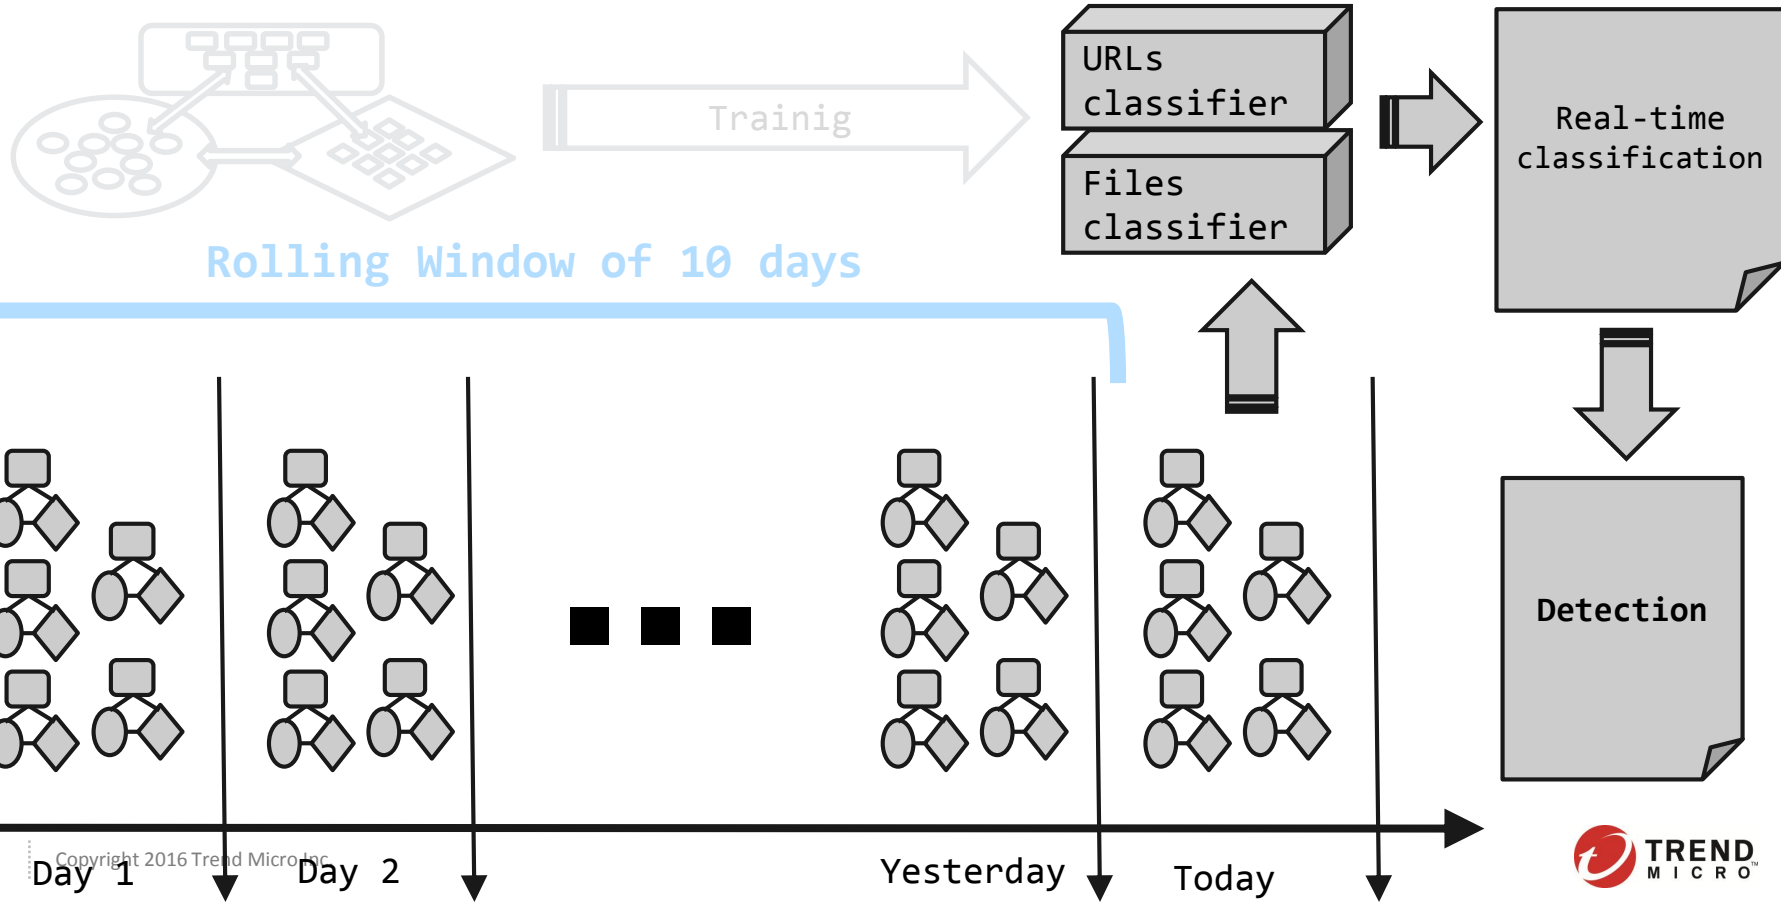 Trainig
URLs
classifier
Files
classifier
Real-time
classification
Rolling Window of 10 days
Detection
Day 1
Day 2
Yesterday
Today
Copyright 2016 Trend Micro Inc.
TREND
MICRO™